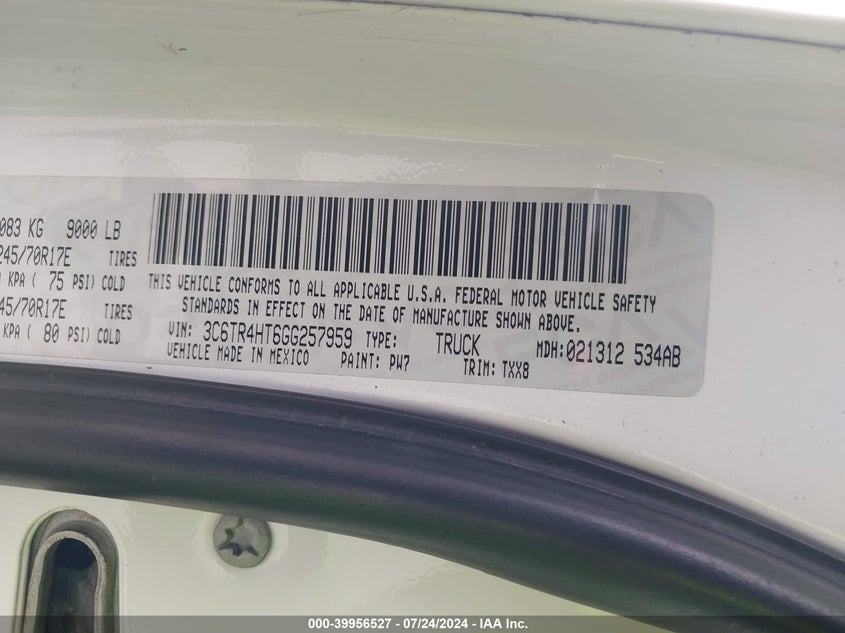 083 KG 9000 LB
245/70R17E TIRES
KPA ( 75 PSI) COLD
45/70R17E TIRES
KPA ( 80 PSI) COLD
THIS VEHICLE CONFORMS TO ALL APPLICABLE U.S.A. FEDERAL MOTOR VEHICLE SAFETY
STANDARDS IN EFFECT ON THE DATE OF MANUFACTURE SHOWN ABOVE.
VIN: 3C6TR4HT6GG257959 TYPE: TRUCK MDH: 021312 534AB
VEHICLE MADE IN MEXICO PAINT: PW7 TRIM: TXX8
000-39956527 - 07/24/2024 - IAA Inc.